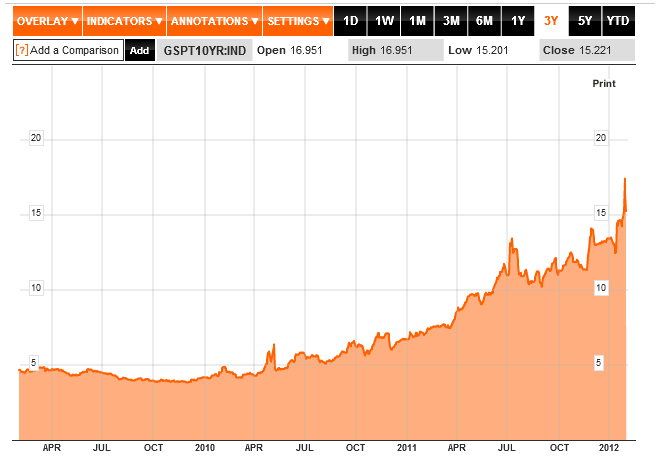 OVERLAY ▼ INDICATORS ▼ ANNOTATIONS ▼ SETTINGS ▼ 1D 1W 1M 3M 6M 1Y 3Y 5Y YTD
[?] Add a Comparison Add GSPT10YR:IND Open 16.951 High 16.951 Low 15.201 Close 15.221
Print
20 20
15 15
10 10
5 5
APR JUL OCT 2010 APR JUL OCT 2011 APR JUL OCT 2012